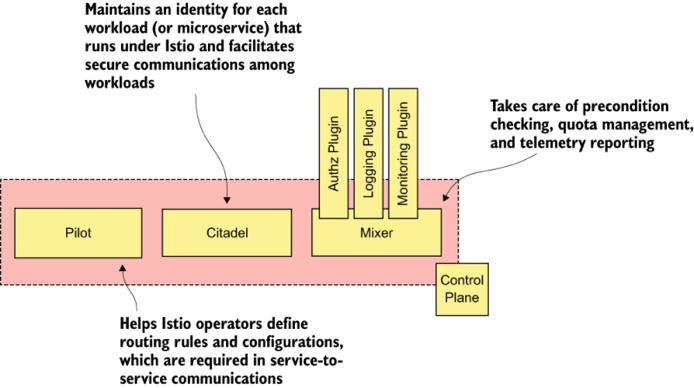 Maintains an identity for each
workload (or microservice) that
runs under Istio and facilitates
secure communications among
workloads
Takes care of precondition
checking, quota management,
and telemetry reporting
Authz Plugin
Logging Plugin
Monitoring Plugin
Pilot
Citadel
Mixer
Control
Plane
Helps Istio operators define
routing rules and configurations,
which are required in service-to-
service communications